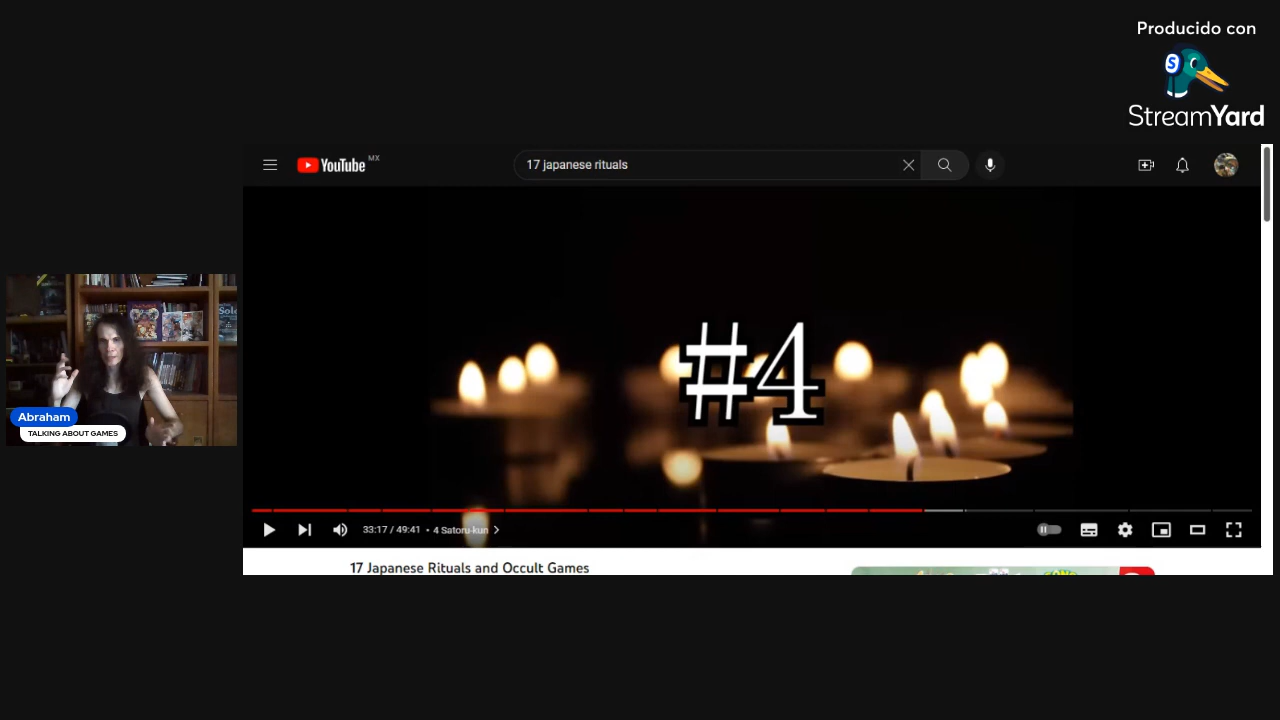 Producido con
StreamYard
YouTube MX
17 japanese rituals
#4
Solo
Abraham
TALKING ABOUT GAMES
33:17 / 49:41 • 4 Satoru-kun
17 Japanese Rituals and Occult Games